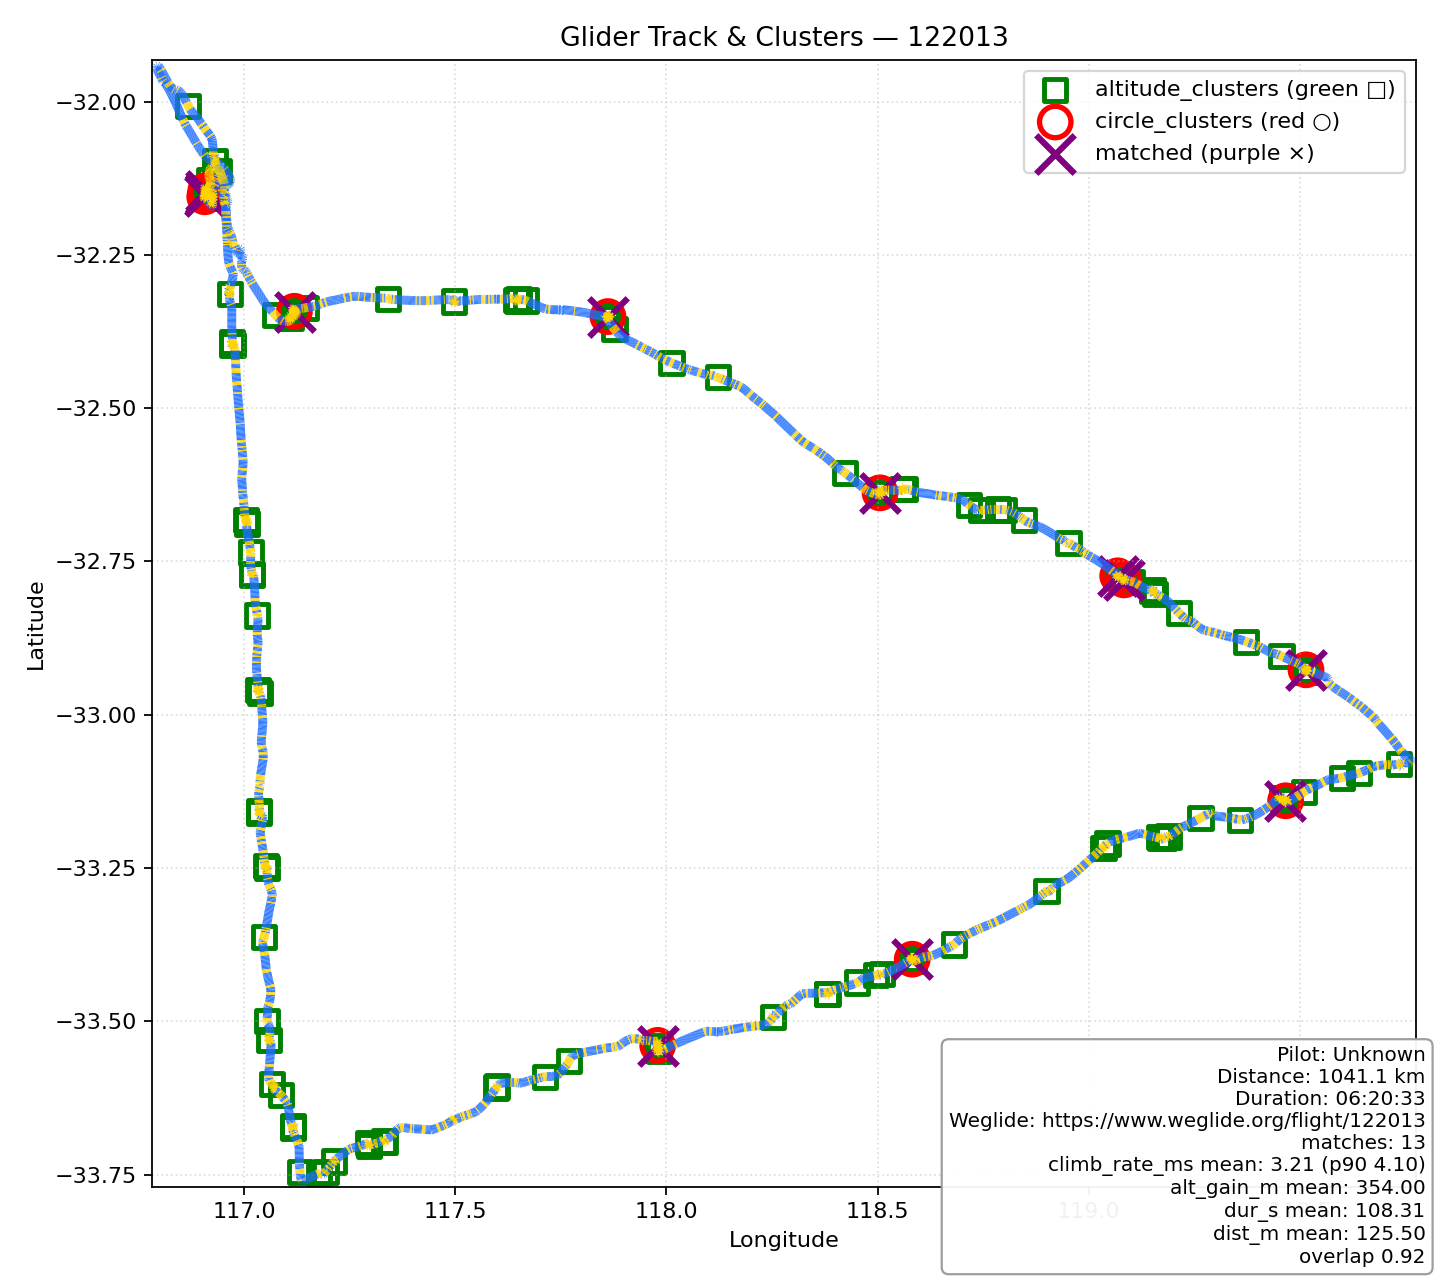 Glider Track & Clusters — 122013
altitude_clusters (green □)
circle_clusters (red ○)
matched (purple ×)
−32.00
−32.25
−32.50
−32.75
−33.00
−33.25
−33.50
−33.75
Latitude
117.0
117.5
118.0
118.5
119.0
Longitude
Pilot: Unknown
Distance: 1041.1 km
Duration: 06:20:33
Weglide: https://www.weglide.org/flight/122013
matches: 13
climb_rate_ms mean: 3.21 (p90 4.10)
alt_gain_m mean: 354.00
dur_s mean: 108.31
dist_m mean: 125.50
overlap 0.92